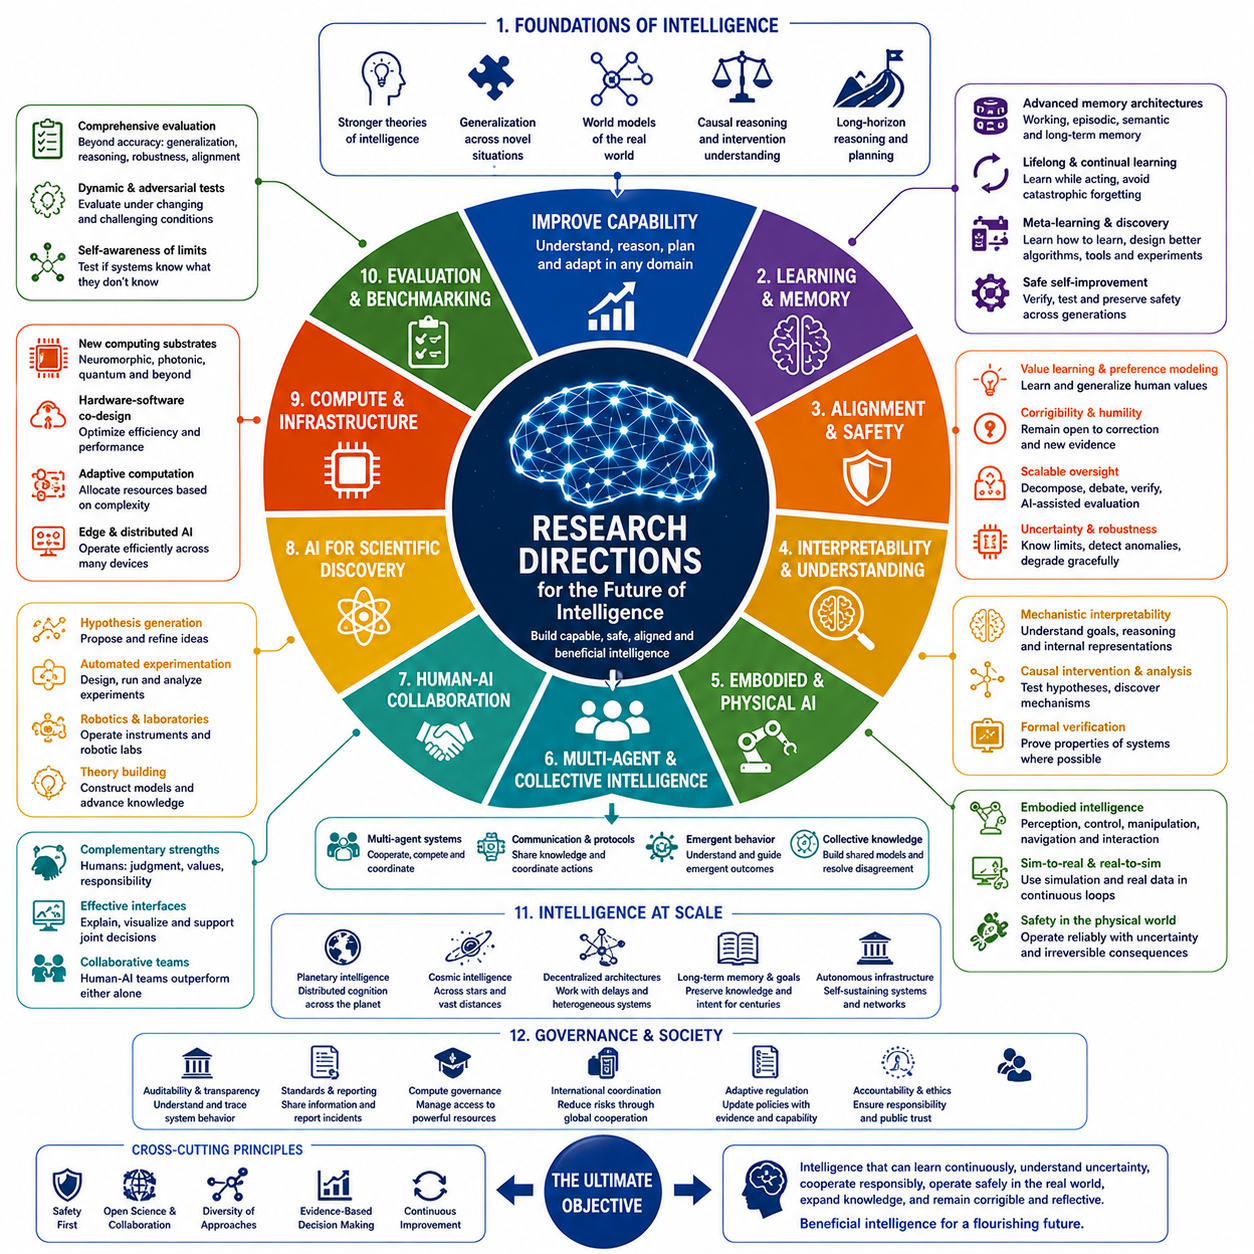 1. FOUNDATIONS OF INTELLIGENCE
Stronger theories
of intelligence
Generalization
across novel
situations
World models
of the real
world
Causal reasoning
and intervention
understanding
Long-horizon
reasoning and
planning
Comprehensive evaluation
Beyond accuracy: generalization,
reasoning, robustness, alignment
Dynamic & adversarial tests
Evaluate under changing
and challenging conditions
Self-awareness of limits
Test if systems know what
they don't know
New computing substrates
Neuromorphic, photonic,
quantum and beyond
Hardware-software
co-design
Optimize efficiency and
performance
Adaptive computation
Allocate resources based
on complexity
Edge & distributed AI
Operate efficiently across
many devices
Hypothesis generation
Propose and refine ideas
Automated experimentation
Design, run and analyze
experiments
Robotics & laboratories
Operate instruments and
robotic labs
Theory building
Construct models and
advance knowledge
Complementary strengths
Humans: judgment, values,
responsibility
Effective interfaces
Explain, visualize and support
joint decisions
Collaborative teams
Human-AI teams outperform
either alone
IMPROVE CAPABILITY
Understand, reason, plan
and adapt in any domain
2. LEARNING
& MEMORY
3. ALIGNMENT
& SAFETY
4. INTERPRETABILITY
& UNDERSTANDING
5. EMBODIED &
PHYSICAL AI
6. MULTI-AGENT &
COLLECTIVE INTELLIGENCE
7. HUMAN-AI
COLLABORATION
8. AI FOR SCIENTIFIC
DISCOVERY
9. COMPUTE &
INFRASTRUCTURE
10. EVALUATION
& BENCHMARKING
RESEARCH
DIRECTIONS
for the Future of
Intelligence
Build capable, safe, aligned and
beneficial intelligence
Advanced memory architectures
Working, episodic, semantic
and long-term memory
Lifelong & continual learning
Learn while acting, avoid
catastrophic forgetting
Meta-learning & discovery
Learn how to learn, design better
algorithms, tools and experiments
Safe self-improvement
Verify, test and preserve safety
across generations
Value learning & preference modeling
Learn and generalize human values
Corrigibility & humility
Remain open to correction
and new evidence
Scalable oversight
Decompose, debate, verify,
AI-assisted evaluation
Uncertainty & robustness
Know limits, detect anomalies,
degrade gracefully
Mechanistic interpretability
Understand goals, reasoning
and internal representations
Causal intervention & analysis
Test hypotheses, discover
mechanisms
Formal verification
Prove properties of systems
where possible
Embodied intelligence
Perception, control, manipulation,
navigation and interaction
Sim-to-real & real-to-sim
Use simulation and real data in
continuous loops
Safety in the physical world
Operate reliably with uncertainty
and irreversible consequences
Multi-agent systems
Cooperate, compete and
coordinate
Communication & protocols
Share knowledge and
coordinate actions
Emergent behavior
Understand and guide
emergent outcomes
Collective knowledge
Build shared models and
resolve disagreement
11. INTELLIGENCE AT SCALE
Planetary intelligence
Distributed cognition
across the planet
Cosmic intelligence
Across stars and
vast distances
Decentralized architectures
Work with delays and
heterogeneous systems
Long-term memory & goals
Preserve knowledge and
intent for centuries
Autonomous infrastructure
Self-sustaining systems
and networks
12. GOVERNANCE & SOCIETY
Auditability & transparency
Understand and trace
system behavior
Standards & reporting
Share information and
report incidents
Compute governance
Manage access to
powerful resources
International coordination
Reduce risks through
global cooperation
Adaptive regulation
Update policies with
evidence and capability
Accountability & ethics
Ensure responsibility
and public trust
CROSS-CUTTING PRINCIPLES
Safety
First
Open Science &
Collaboration
Diversity of
Approaches
Evidence-Based
Decision Making
Continuous
Improvement
THE ULTIMATE
OBJECTIVE
Intelligence that can learn continuously, understand uncertainty,
cooperate responsibly, operate safely in the real world,
expand knowledge, and remain corrigible and reflective.
Beneficial intelligence for a flourishing future.